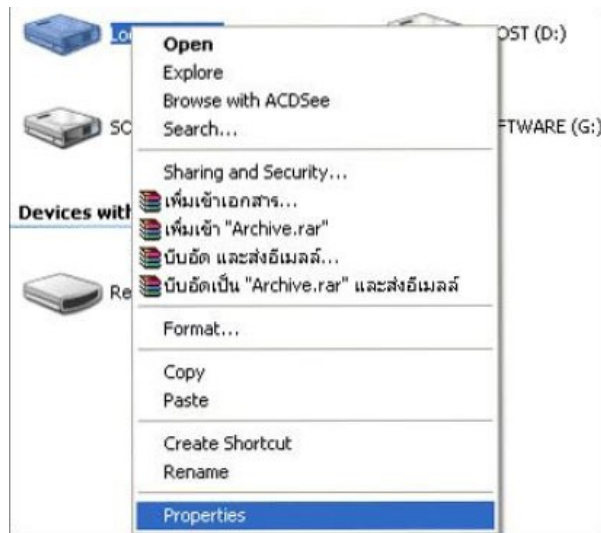 OST (D:)
Open
Explore
Browse with ACDSee
Search...
SO
FTWARE (G:)
Sharing and Security...
Devices with
เพิ่มเข้าเอกสาร...
เพิ่มเข้า "Archive.rar"
บีบอัด และส่งอีเมลล์...
บีบอัดเป็น "Archive.rar" และส่งอีเมลล์
Re
Format...
Copy
Paste
Create Shortcut
Rename
Properties